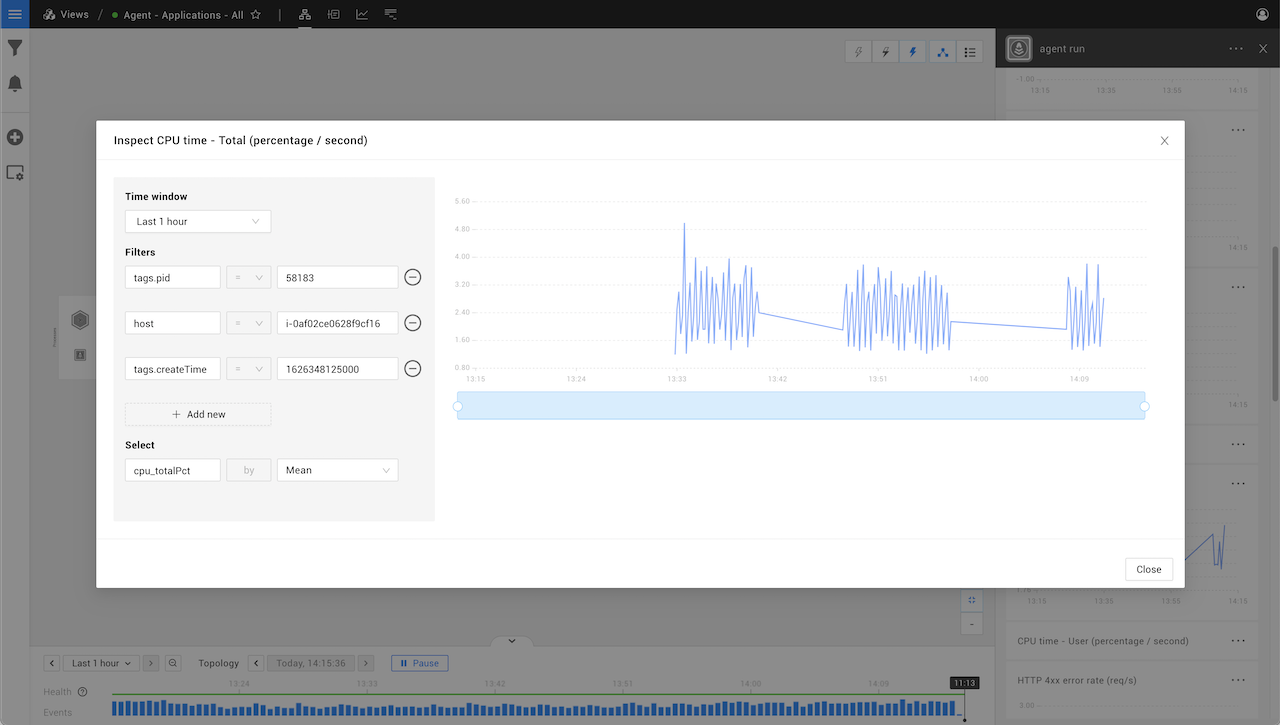 Views / Agent - Applications - All
agent run
-1.00
13:15 13:35 13:55 14:15
Inspect CPU time - Total (percentage / second)
Time window
Last 1 hour
Filters
tags.pid = 58183
host = i-0af02ce0628f9cf16
tags.createTime = 1626348125000
+ Add new
Select
cpu_totalPct by Mean
5.60
4.80
4.00
3.20
2.40
1.60
0.80
13:15 13:24 13:33 13:42 13:51 14:00 14:09
Close
14:15
14:15
13:15 13:35 13:55 14:15
CPU time - User (percentage / second)
HTTP 4xx error rate (req/s)
3.00
-
Last 1 hour Topology Today, 14:15:36 Pause
13:24 13:33 13:42 13:51 14:00 14:09 11:13
Health
Events